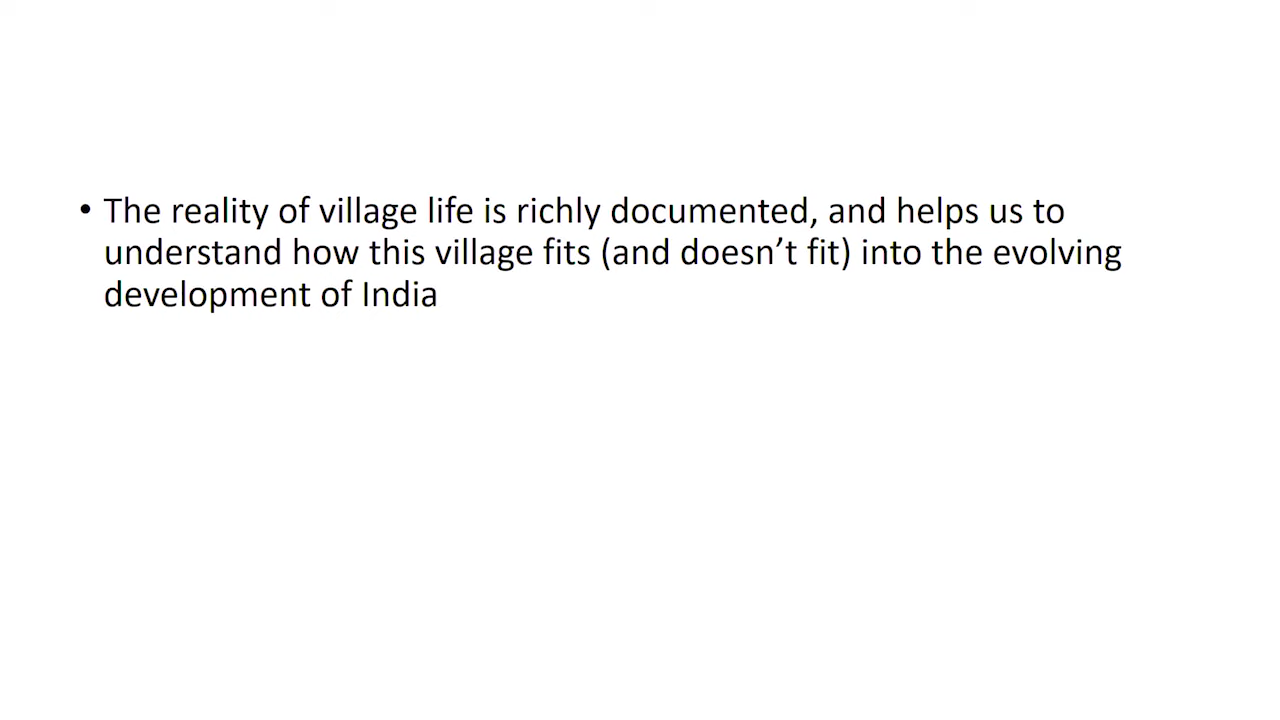 • The reality of village life is richly documented, and helps us to
understand how this village fits (and doesn’t fit) into the evolving
development of India